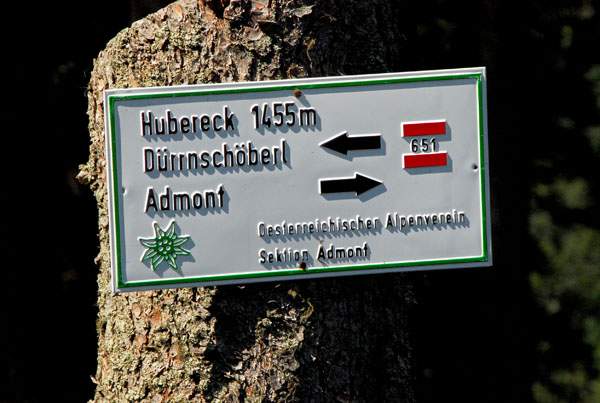 Hubereck 1455m
Dürrnschöberl
651
Admont
Oesterreichischer Alpenverein
Sektion Admont